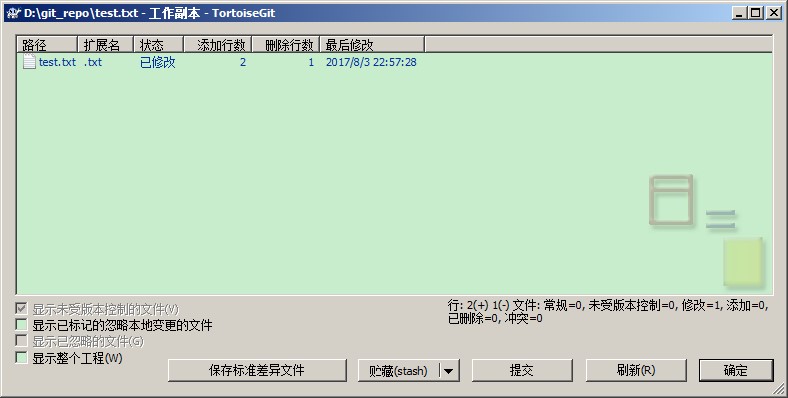 D:\git_repo\test.txt - 工作副本 - TortoiseGit
路径 扩展名 状态 添加行数 删除行数 最后修改
test.txt .txt 已修改 2 1 2017/8/3 22:57:28
显示未受版本控制的文件(V)
显示已标记的忽略本地变更的文件
显示已忽略的文件(G)
显示整个工程(W)
行: 2(+) 1(-) 文件: 常规=0, 未受版本控制=0, 修改=1, 添加=0,
已删除=0, 冲突=0
保存标准差异文件 贮藏(stash) 提交 刷新(R) 确定